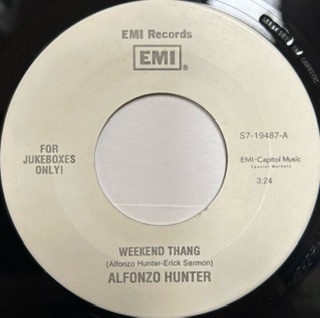 EMI Records
EMI®
FOR
JUKEBOXES
ONLY!
S7-19487-A
EMI-Capitol Music
Special Markets
3:24
WEEKEND THANG
(Alfonzo Hunter-Erick Sermon)
ALFONZO HUNTER